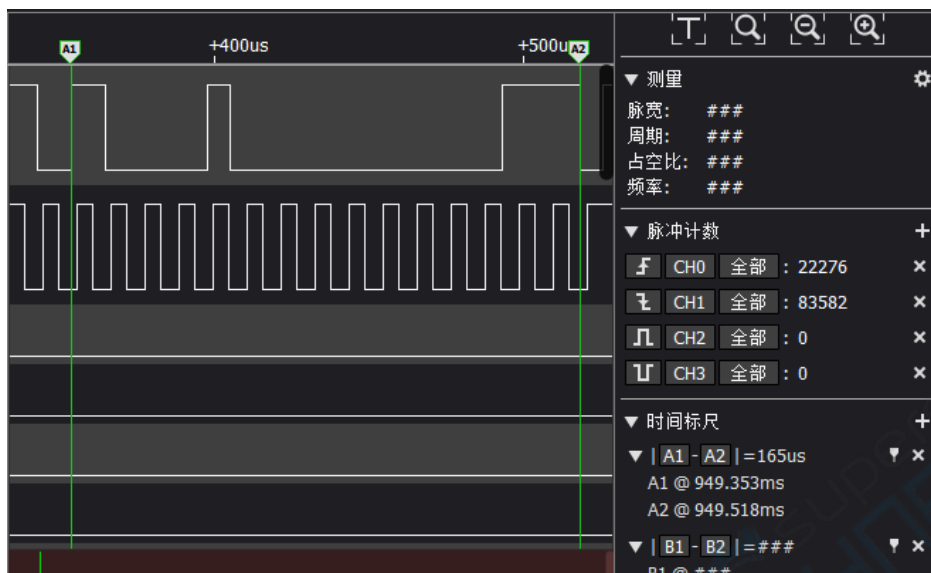 A1 +400us +500u A2
T
▼ 测量
脉宽: ###
周期: ###
占空比: ###
频率: ###
▼ 脉冲计数 +
CH0 全部 : 22276 ×
CH1 全部 : 83582 ×
CH2 全部 : 0 ×
CH3 全部 : 0 ×
▼ 时间标尺 +
▼ | A1 - A2 | =165us ×
A1 @ 949.353ms
A2 @ 949.518ms
▼ | B1 - B2 | =### ×
B1 @ ###